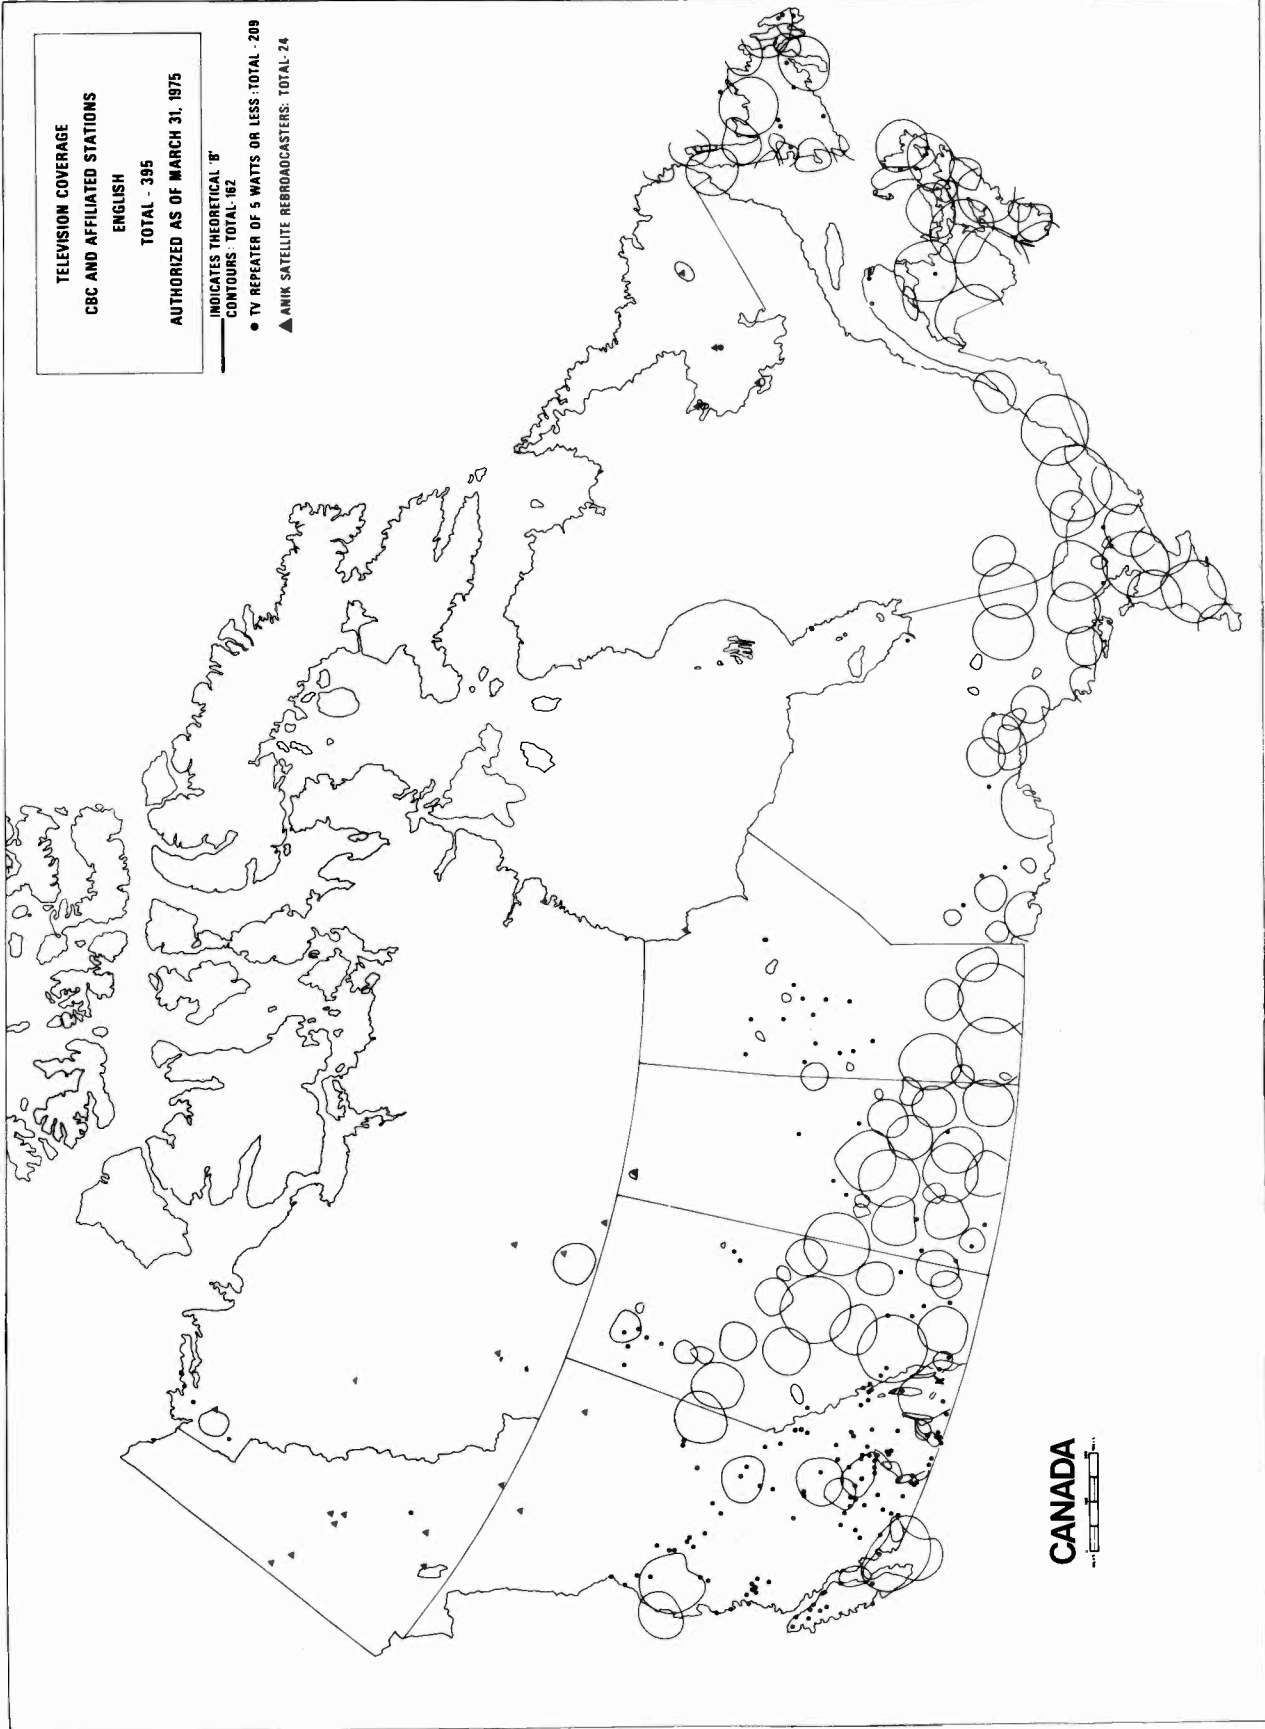 TELEVISION COVERAGE
CBC AND AFFILIATED STATIONS
ENGLISH
TOTAL - 395
AUTHORIZED AS OF MARCH 31, 1975
INDICATES THEORETICAL 'B'
CONTOURS: TOTAL-162
● TV REPEATER OF 5 WATTS OR LESS :TOTAL -209
▲ ANIK SATELLITE REBROADCASTERS: TOTAL- 24
CANADA